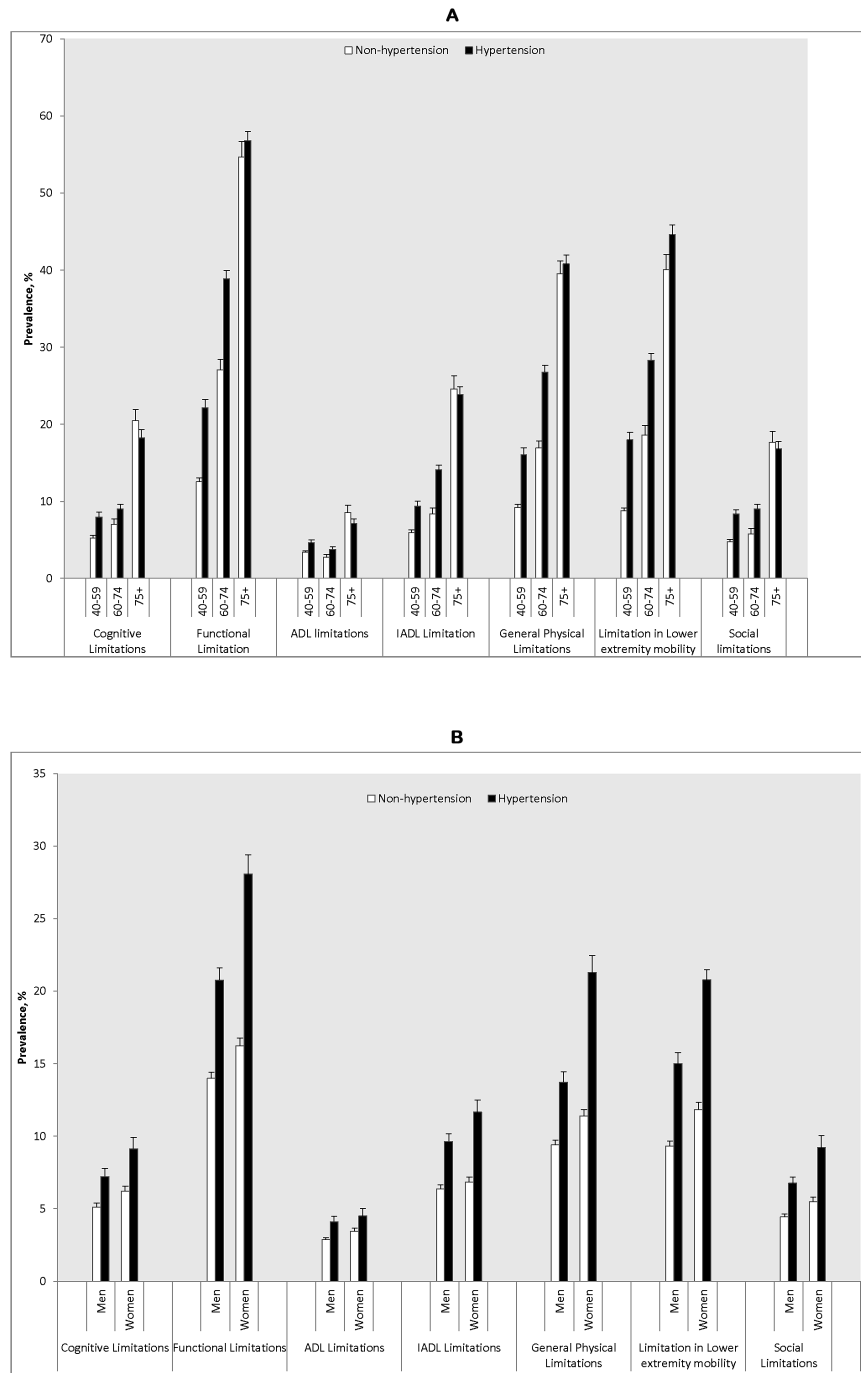 A
70
Non-hypertension Hypertension
60
50
40
30
20
10
0
Prevalence, %
40-59 60-74 75+ 40-59 60-74 75+ 40-59 60-74 75+ 40-59 60-74 75+ 40-59 60-74 75+ 40-59 60-74 75+ 40-59 60-74 75+
Cognitive Functional ADL limitations IADL Limitation General Physical Limitation in Lower Social
Limitations Limitation Limitations extremity mobility limitations
B
35
Non-hypertension Hypertension
30
25
20
15
10
5
0
Prevalence, %
Men Women Men Women Men Women Men Women Men Women Men Women Men Women
Cognitive Limitations Functional Limitations ADL Limitations IADL Limitations General Physical Limitation in Lower Social
Limitations extremity mobility Limitations